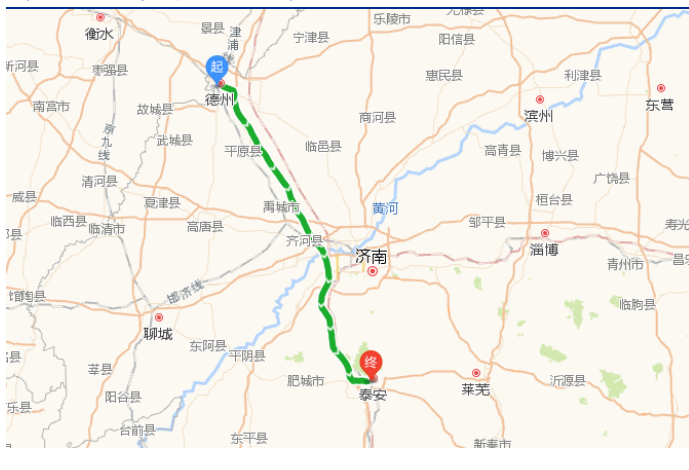 景县
津浦线
宁津县
乐陵市
无棣县
衡水
阳信县
枣强县
起
惠民县
利津县
德州
滨州
东营
南宫市
故城县
商河县
京九线
武城县
平原县
临邑县
高青县
博兴县
清河县
广饶县
威县
夏津县
禹城市
黄河
桓台县
临西县
临清市
高唐县
邹平县
寿光
齐河县
济南
淄博
青州市
昌乐
馆陶县
邯济线
临朐县
聊城
东阿县
平阴县
莘县
终
肥城市
泰安
莱芜
沂源县
阳谷县
台前县
东平县
新泰市